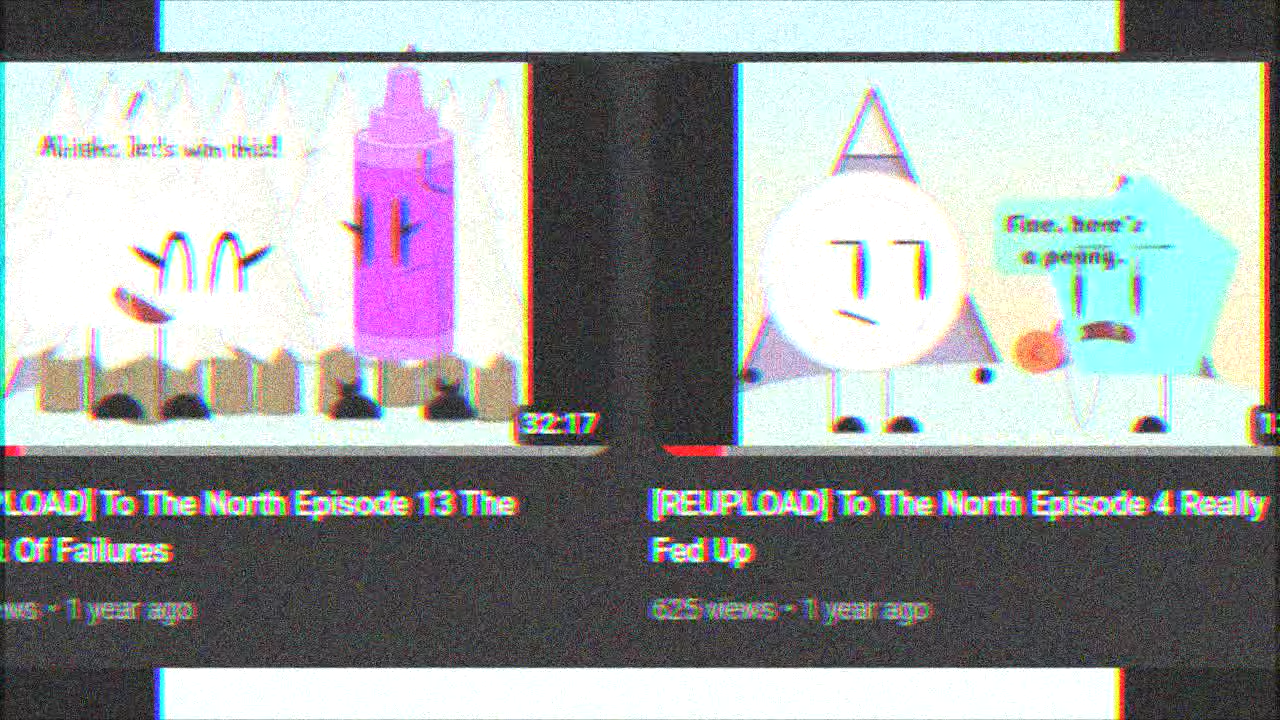 Alright, let's win this!
Fine, here's
a penny.
32:17
LOAD] To The North Episode 13 The
Of Failures
1 year ago
[REUPLOAD] To The North Episode 4 Really
Fed Up
625 views • 1 year ago